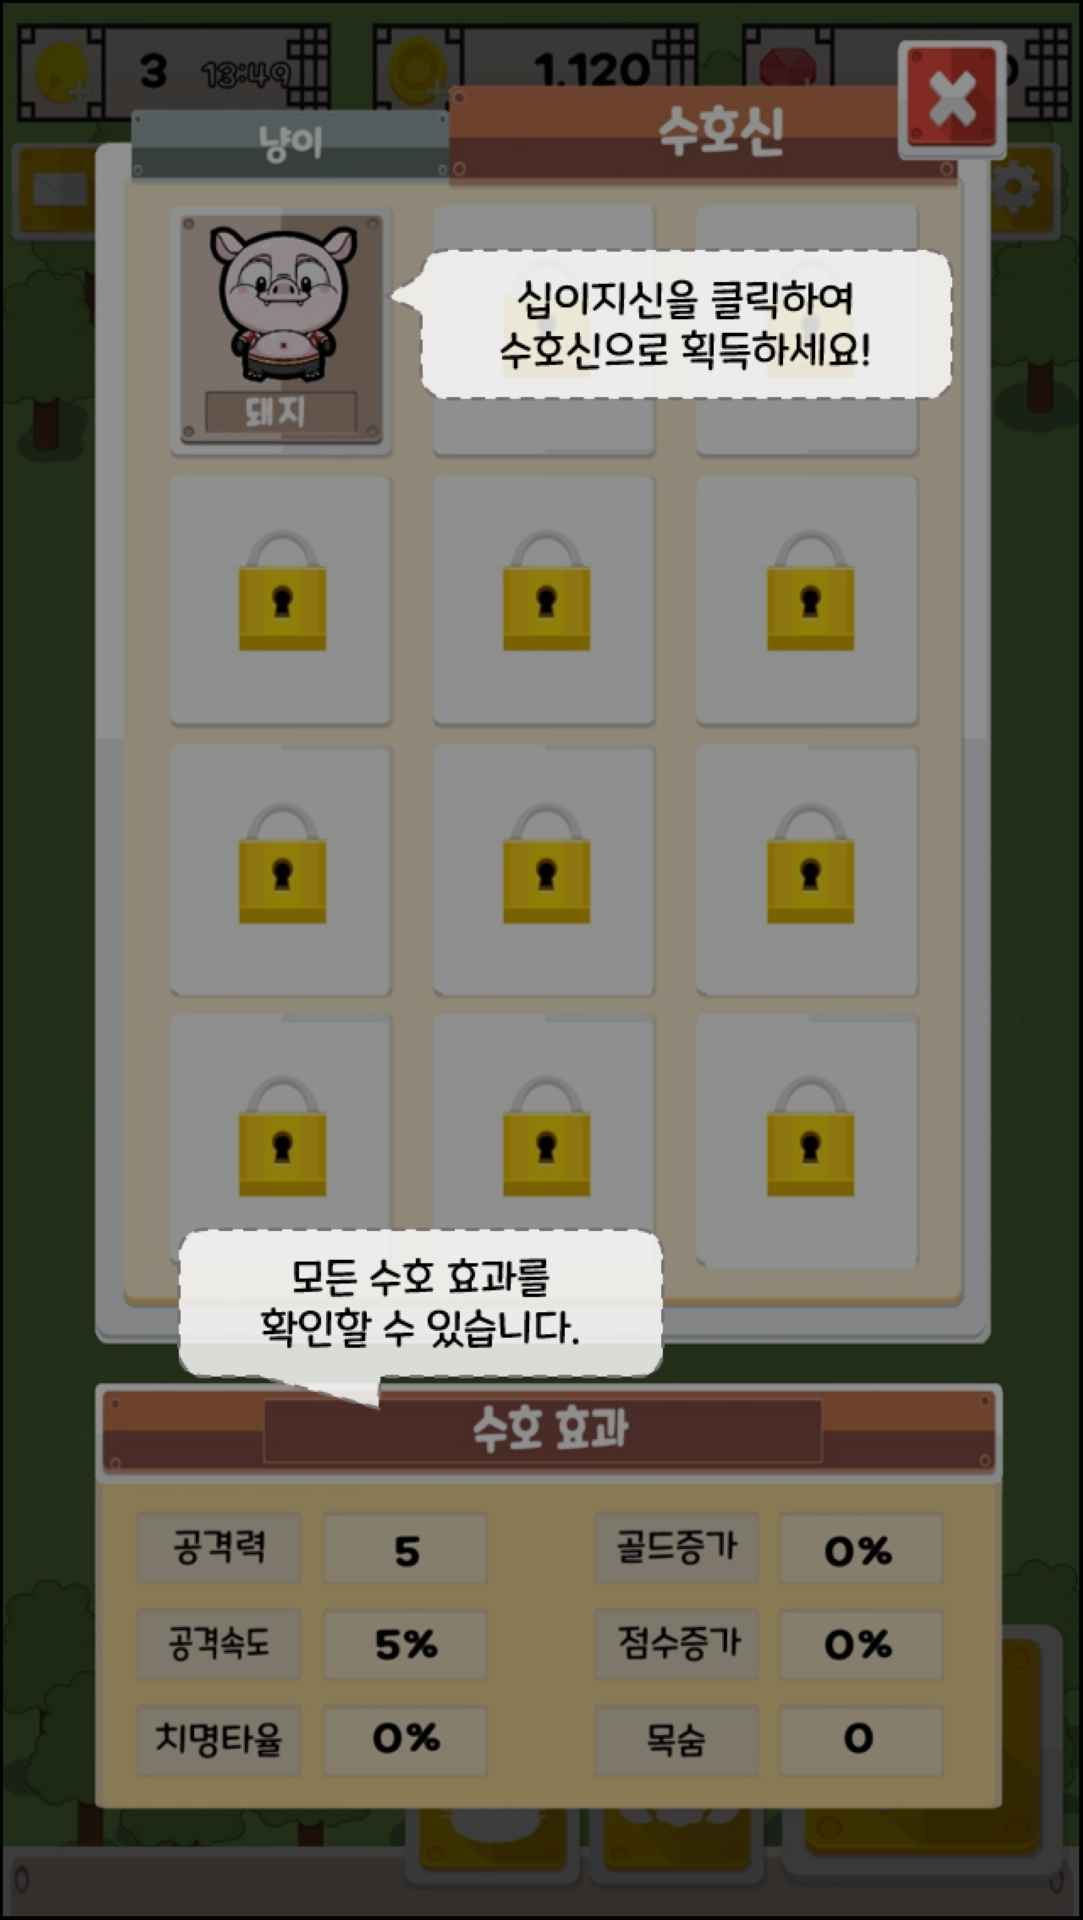 3 13:49 1,120
냥이 수호신
십이지신을 클릭하여
수호신으로 획득하세요!
돼지
모든 수호 효과를
확인할 수 있습니다.
수호 효과
공격력 5 골드증가 0%
공격속도 5% 점수증가 0%
치명타율 0% 목숨 0